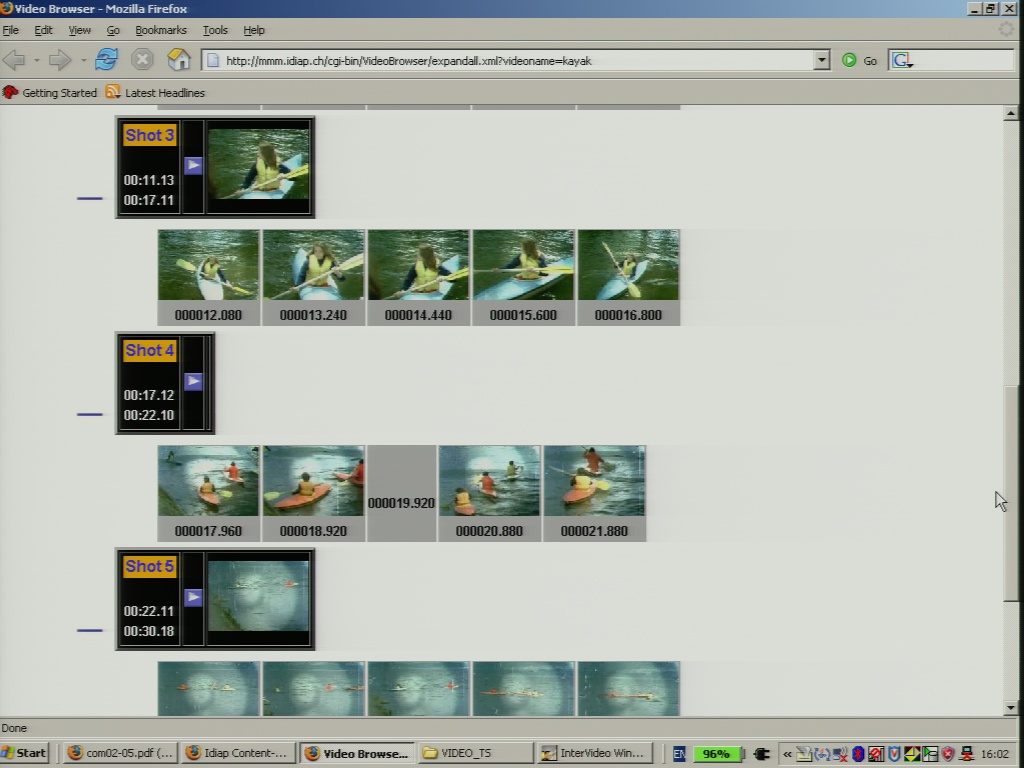 Video Browser - Mozilla Firefox
File Edit View Go Bookmarks Tools Help
http://mmm.idiap.ch/cgi-bin/VideoBrowser/expandall.xml?videoname=kayak
Go
G
Getting Started Latest Headlines
Shot 3
00:11.13
00:17.11
000012.080 000013.240 000014.440 000015.600 000016.800
Shot 4
00:17.12
00:22.10
000017.960 000018.920 000019.920 000020.880 000021.880
Shot 5
00:22.11
00:30.18
Done
Start com02-05.pdf (... Idiap Content-... Video Browse... VIDEO_TS InterVideo Win... EN 96% « 16:02